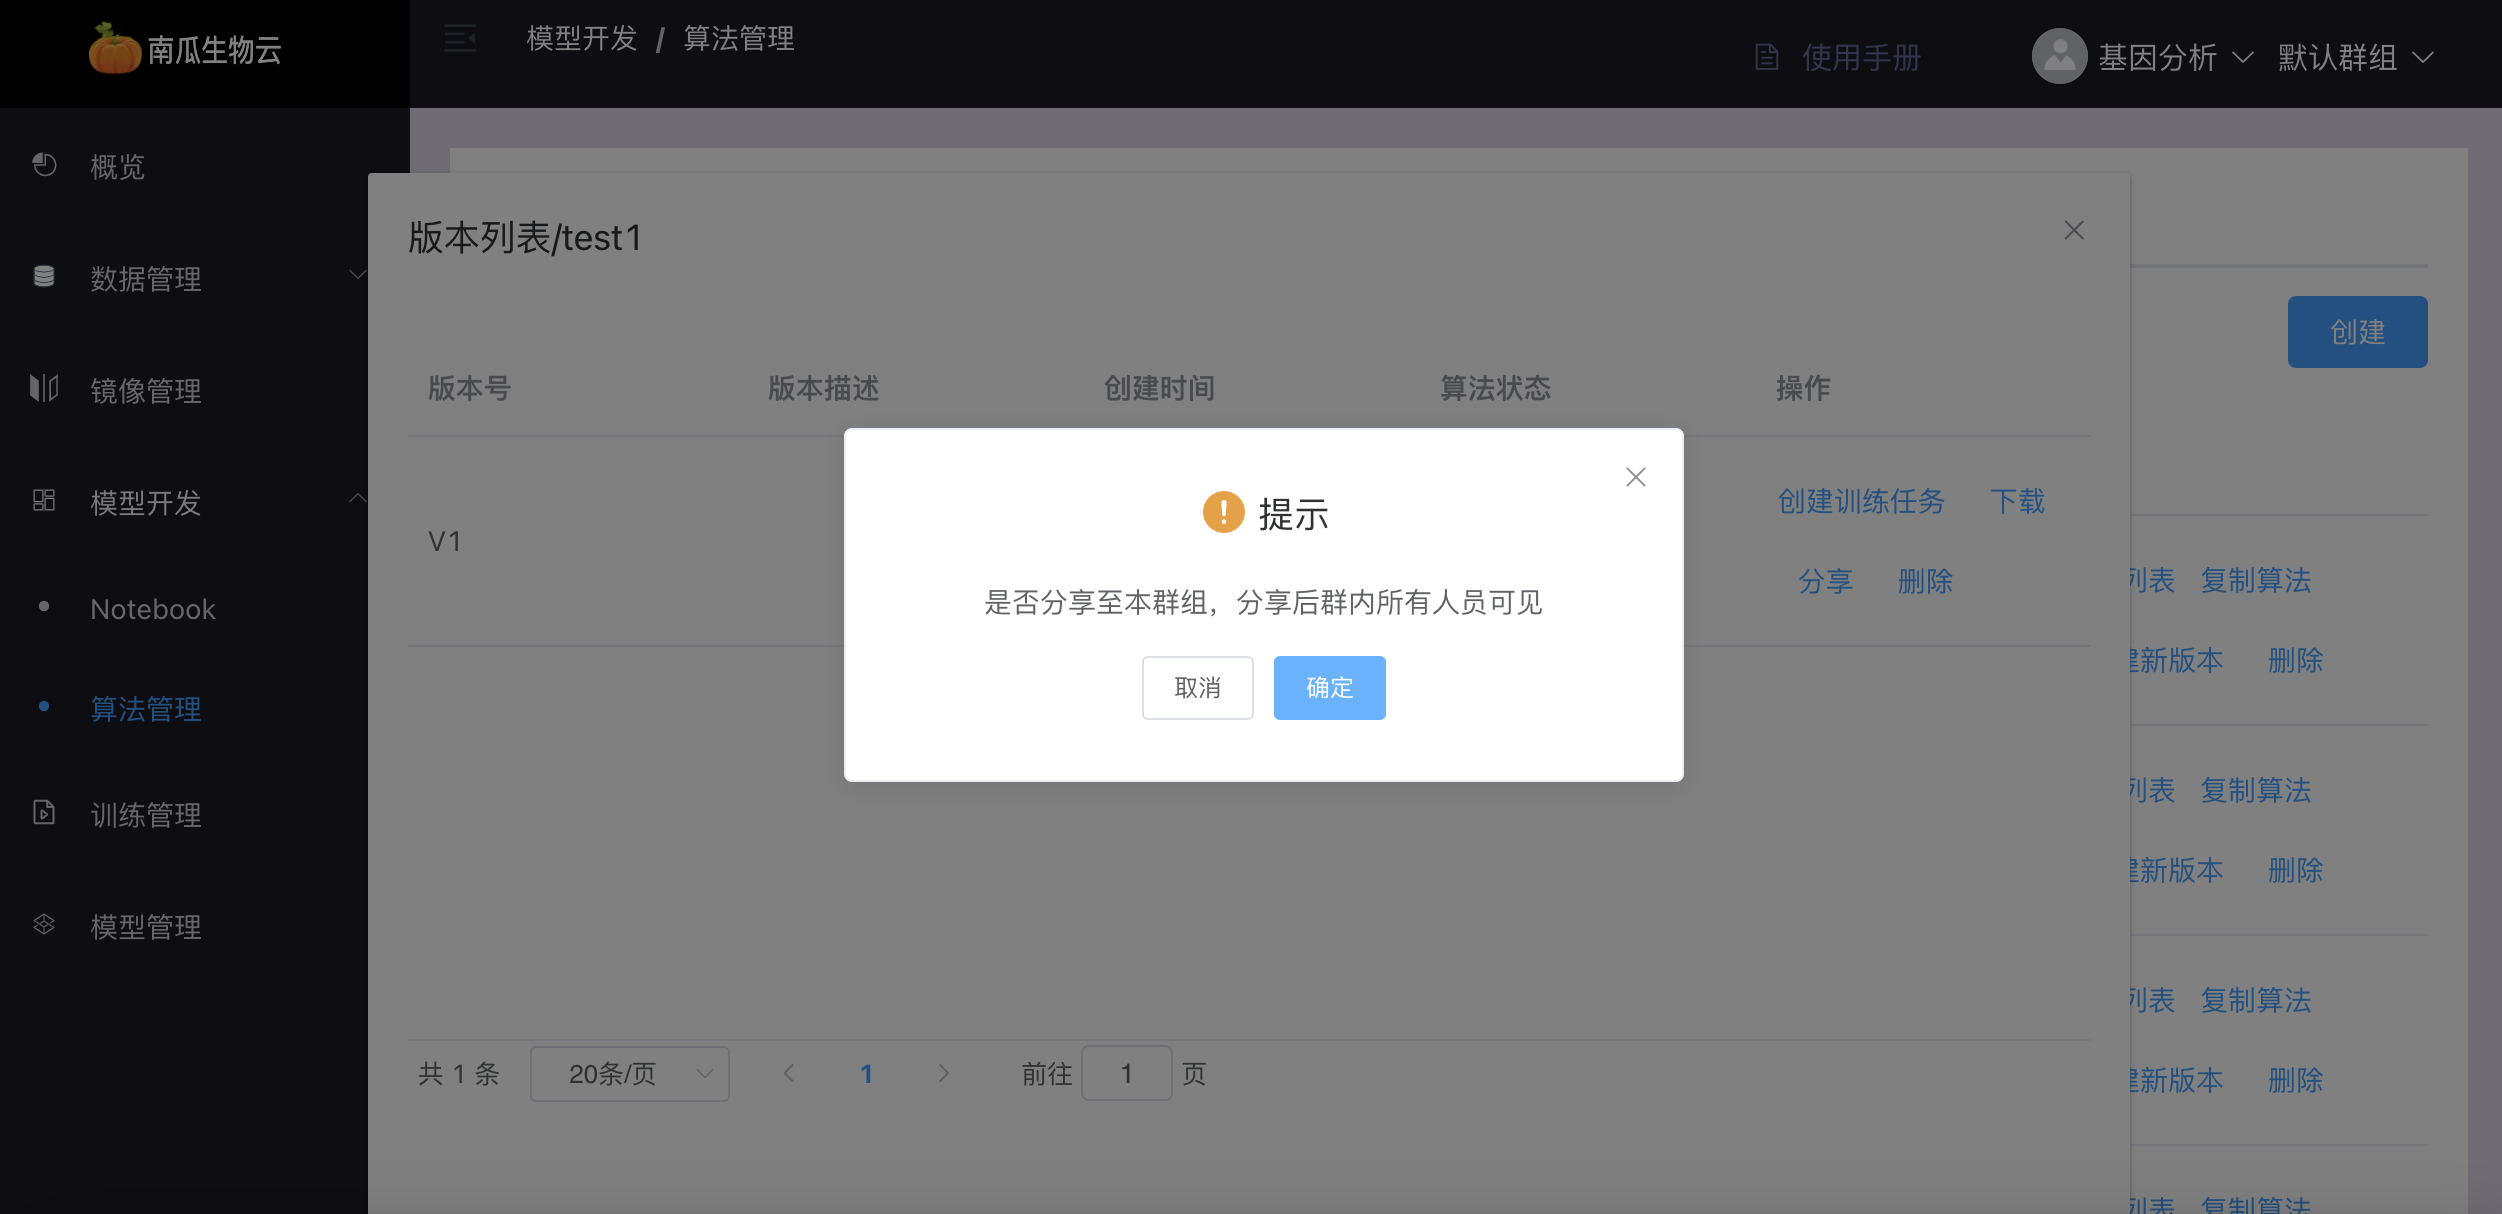 南瓜生物云
模型开发 / 算法管理
使用手册
基因分析
默认群组
概览
数据管理
镜像管理
模型开发
Notebook
算法管理
训练管理
模型管理
版本列表/test1
创建
版本号 版本描述 创建时间 算法状态 操作
V1
创建训练任务 下载
分享 删除
提示
是否分享至本群组，分享后群内所有人员可见
取消 确定
列表 复制算法
建新版本 删除
列表 复制算法
建新版本 删除
列表 复制算法
建新版本 删除
列表 复制算法
共 1 条 20条/页 1 前往 1 页